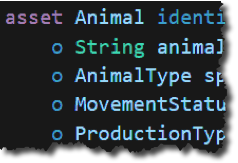 asset Animal identi
o String animal
o AnimalType sp
o MovementStatu
o ProductionTyp